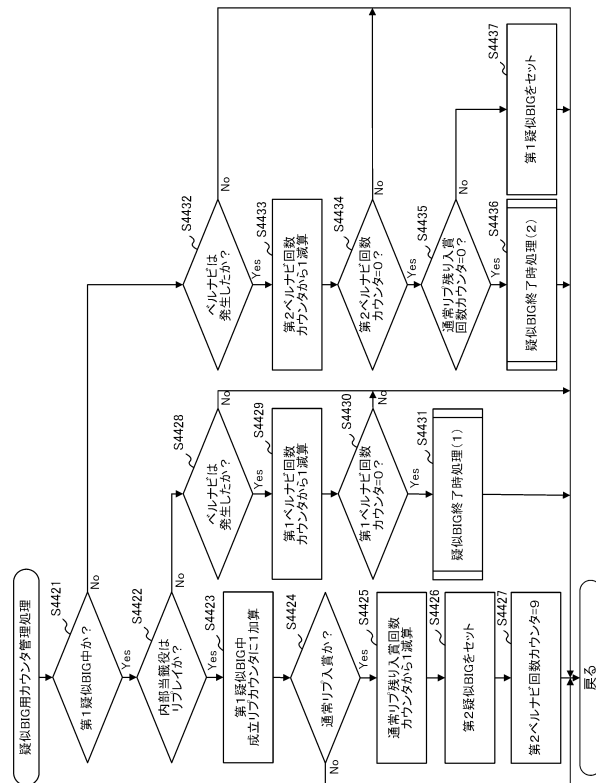 疑似BIG用カウンタ管理処理
S4421
第1疑似BIG中か?
No
Yes
S4422
内部当籤役は
リプレイか?
No
Yes
S4423
第1疑似BIG中
成立リプカウンタに1加算
S4424
通常リプ入賞か?
No
Yes
S4425
通常リプ残り入賞回数
カウンタから1減算
S4426
第2疑似BIGをセット
S4427
第2ベルナビ回数カウンタ=9
S4428
ベルナビは
発生したか?
No
Yes
S4429
第1ベルナビ回数
カウンタから1減算
S4430
第1ベルナビ回数
カウンタ=0?
No
Yes
S4431
疑似BIG終了時処理(1)
S4432
ベルナビは
発生したか?
No
Yes
S4433
第2ベルナビ回数
カウンタから1減算
S4434
第2ベルナビ回数
カウンタ=0?
No
Yes
S4435
通常リプ残り入賞
回数カウンタ=0?
No
Yes
S4436
疑似BIG終了時処理(2)
S4437
第1疑似BIGをセット
戻る